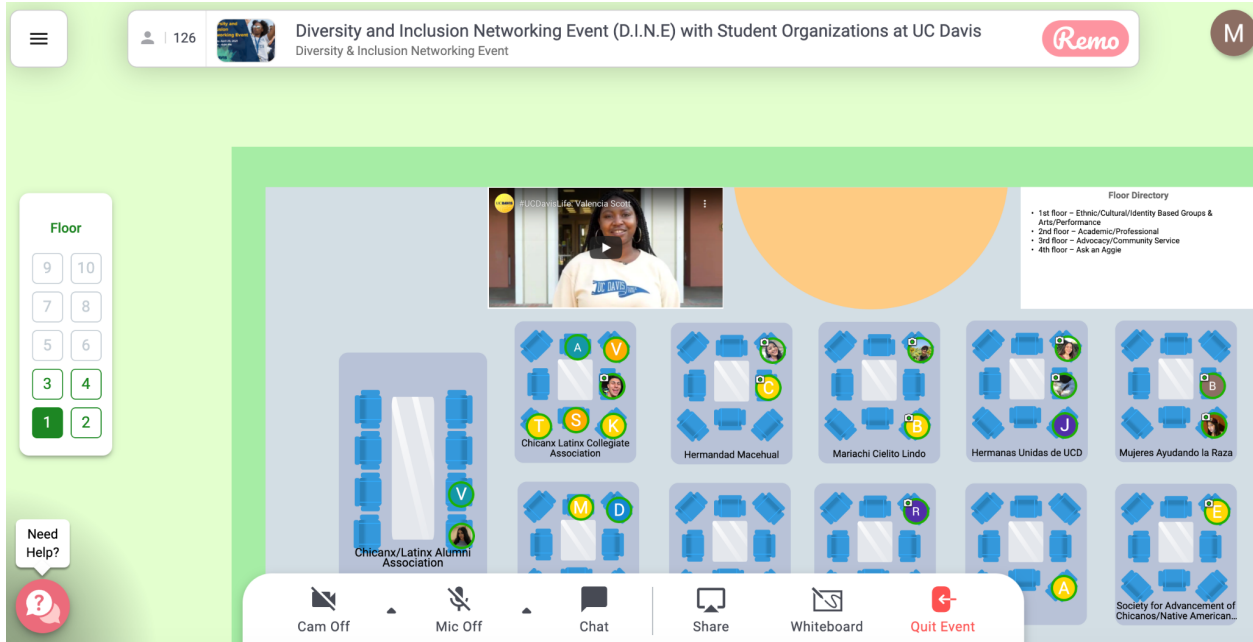 126
Diversity and Inclusion Networking Event (D.I.N.E) with Student Organizations at UC Davis
Diversity & Inclusion Networking Event
Remo
M
Floor
9 10
7 8
5 6
3 4
1 2
#UCDavisLife: Valencia Scott
UC DAVIS
Floor Directory
• 1st floor – Ethnic/Cultural/Identity Based Groups &
Arts/Performance
• 2nd floor – Academic/Professional
• 3rd floor – Advocacy/Community Service
• 4th floor – Ask an Aggie
A V
T S K
Chicanx Latinx Collegiate
Association
C
Hermandad Macehual
B
Mariachi Cielito Lindo
J
Hermanas Unidas de UCD
B
Mujeres Ayudando la Raza
V
Chicanx/Latinx Alumni
Association
M D
R
A
E
Society for Advancement of
Chicanos/Native American...
Need
Help?
Cam Off
Mic Off
Chat
Share
Whiteboard
Quit Event